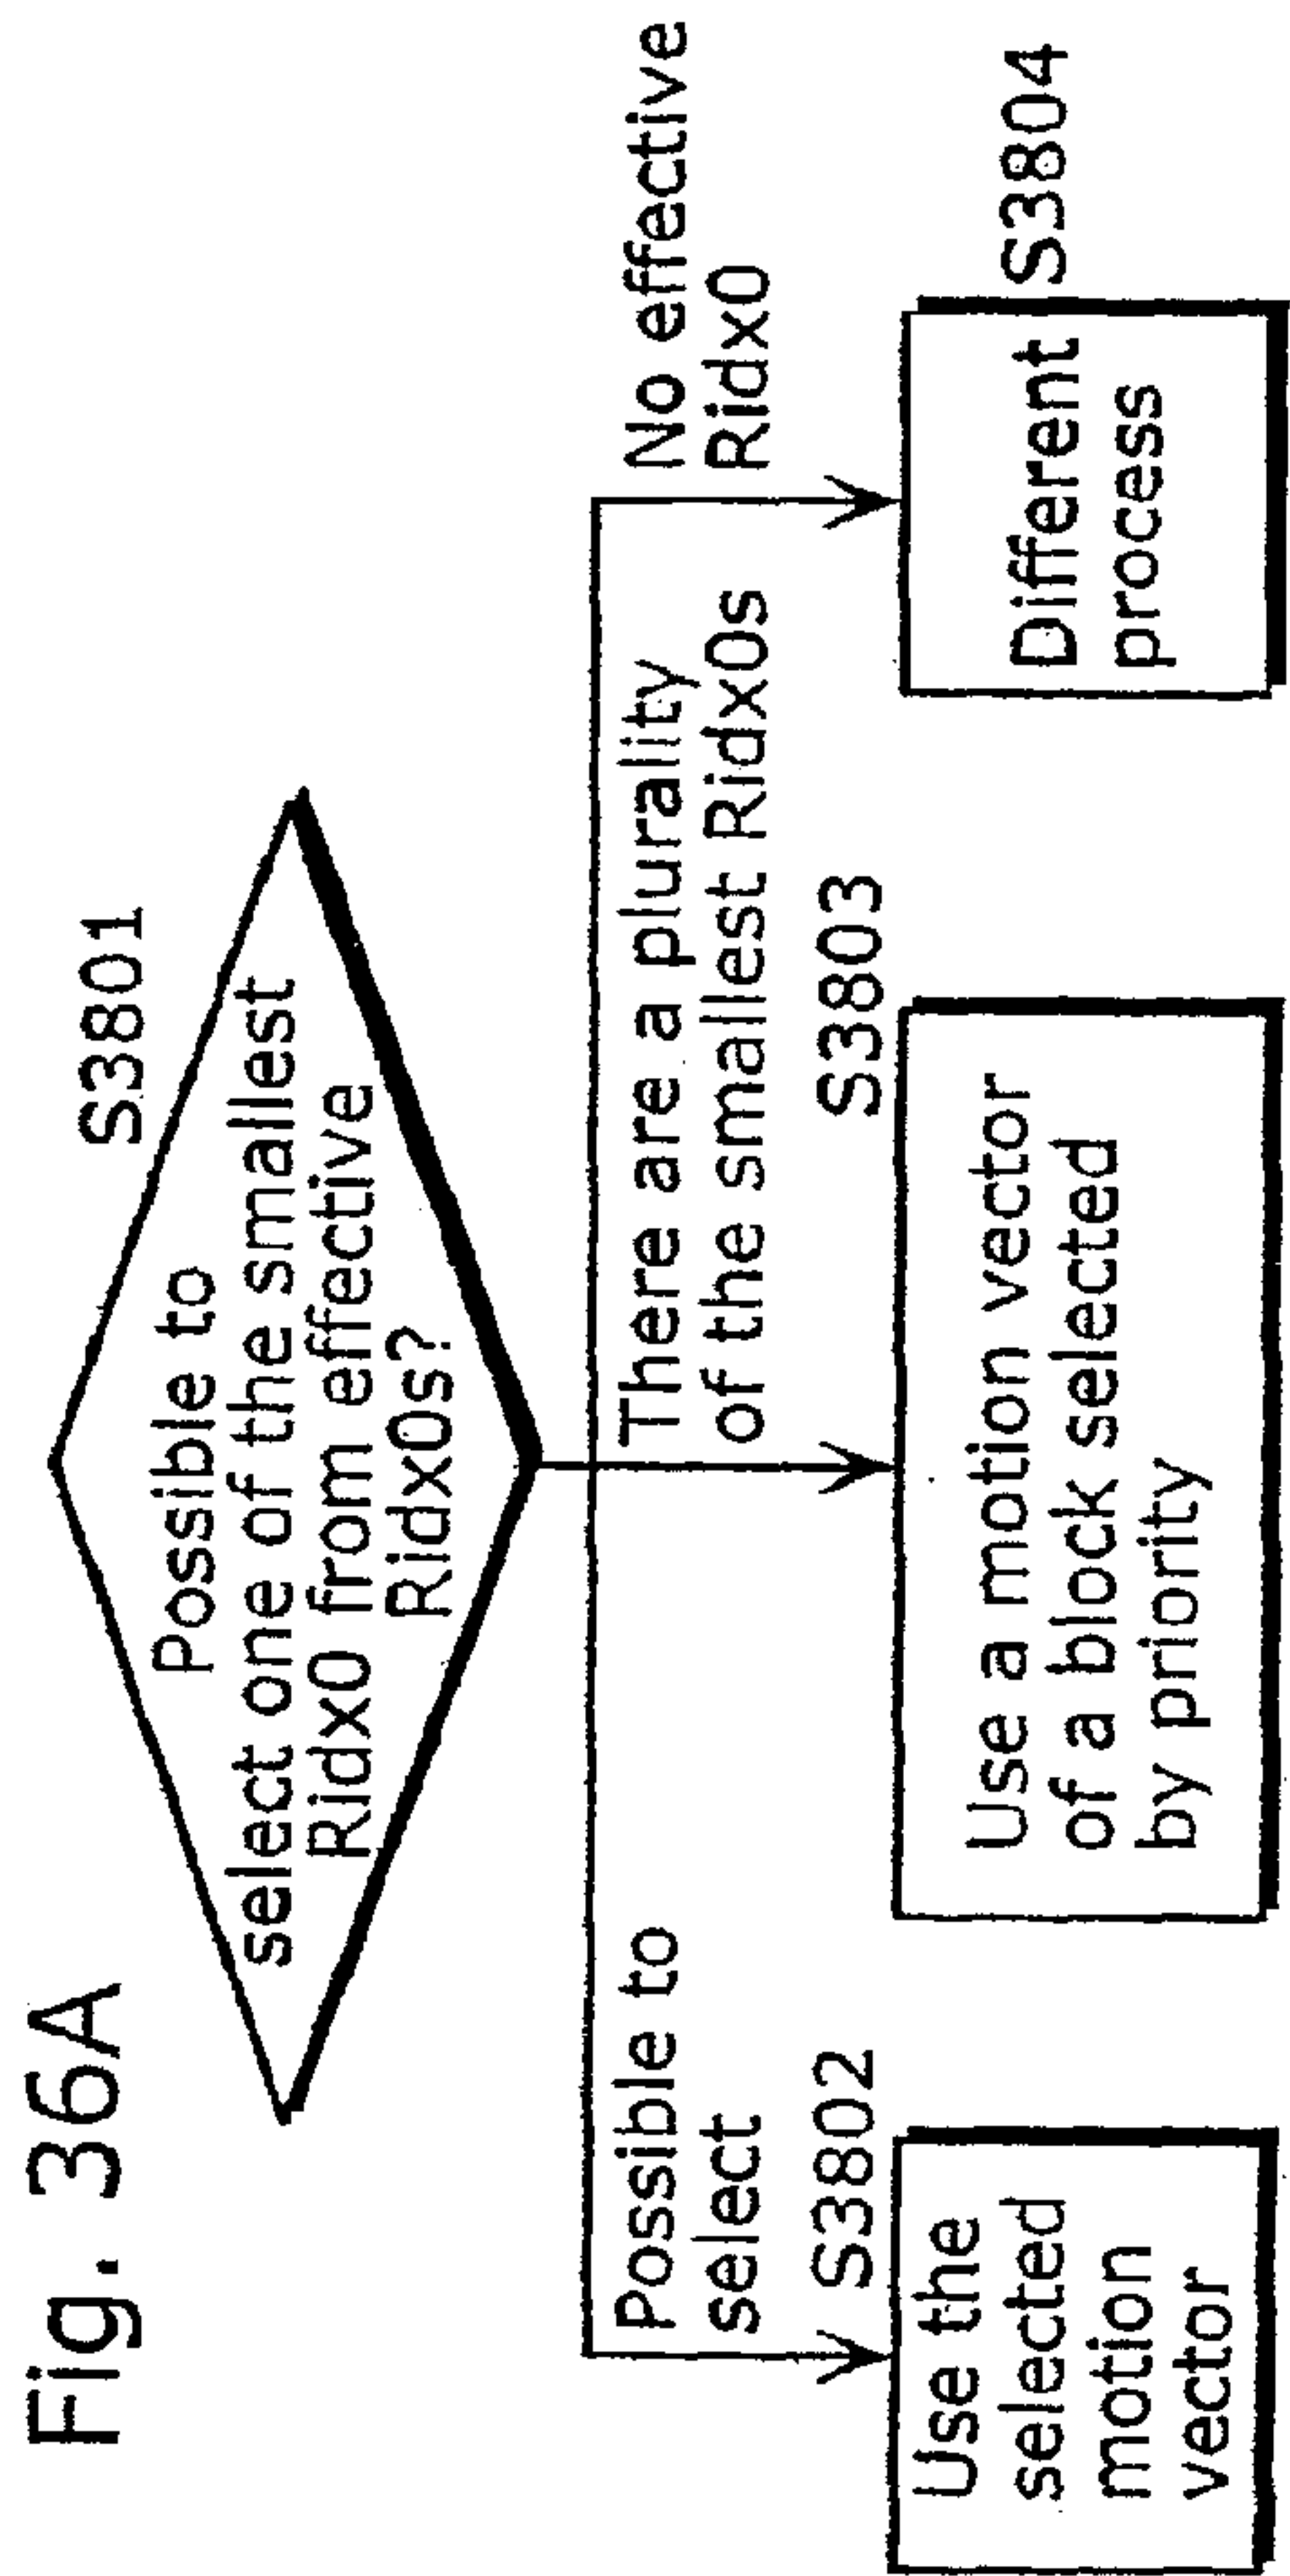 Fig. 36A
S3801
Possible to
select one of the smallest
Ridx0 from effective
Ridx0s?
Possible to
select
There are a plurality
of the smallest Ridx0s
No effective
Ridx0
S3802
Use the
selected
motion
vector
S3803
Use a motion vector
of a block selected
by priority
S3804
Different
process